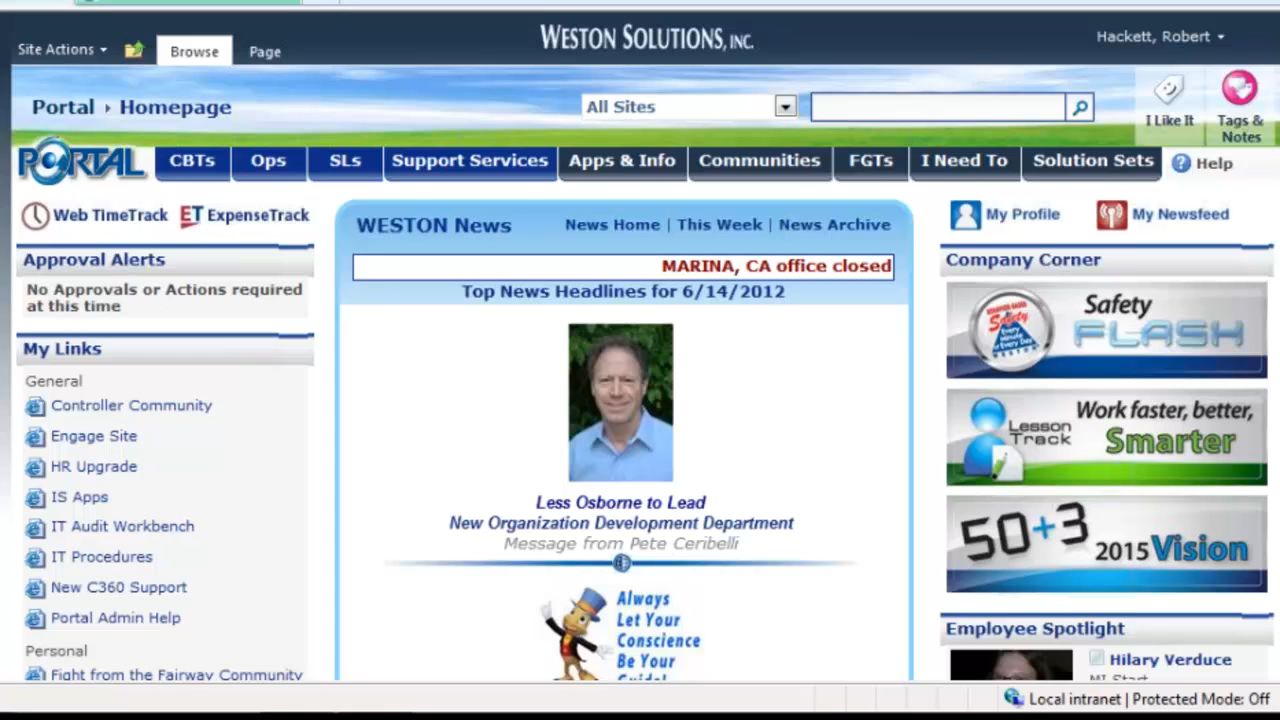 WESTON SOLUTIONS, INC.
Site Actions
Browse
Page
Hackett, Robert
Portal
Homepage
All Sites
I Like It
Tags &
Notes
PORTAL
CBTs
Ops
SLs
Support Services
Apps & Info
Communities
FGTs
I Need To
Solution Sets
Help
Web TimeTrack
ET ExpenseTrack
Approval Alerts
No Approvals or Actions required
at this time
My Links
General
Controller Community
Engage Site
HR Upgrade
IS Apps
IT Audit Workbench
IT Procedures
New C360 Support
Portal Admin Help
Personal
Fight from the Fairway Community
WESTON News
News Home | This Week | News Archive
MARINA, CA office closed
Top News Headlines for 6/14/2012
Less Osborne to Lead
New Organization Development Department
Message from Pete Ceribelli
Always
Let Your
Conscience
Be Your
My Profile
My Newsfeed
Company Corner
Safety
FLASH
Lesson
Track
Work faster, better,
Smarter
50+3
2015 Vision
Employee Spotlight
Hilary Verduce
Local intranet | Protected Mode: Off